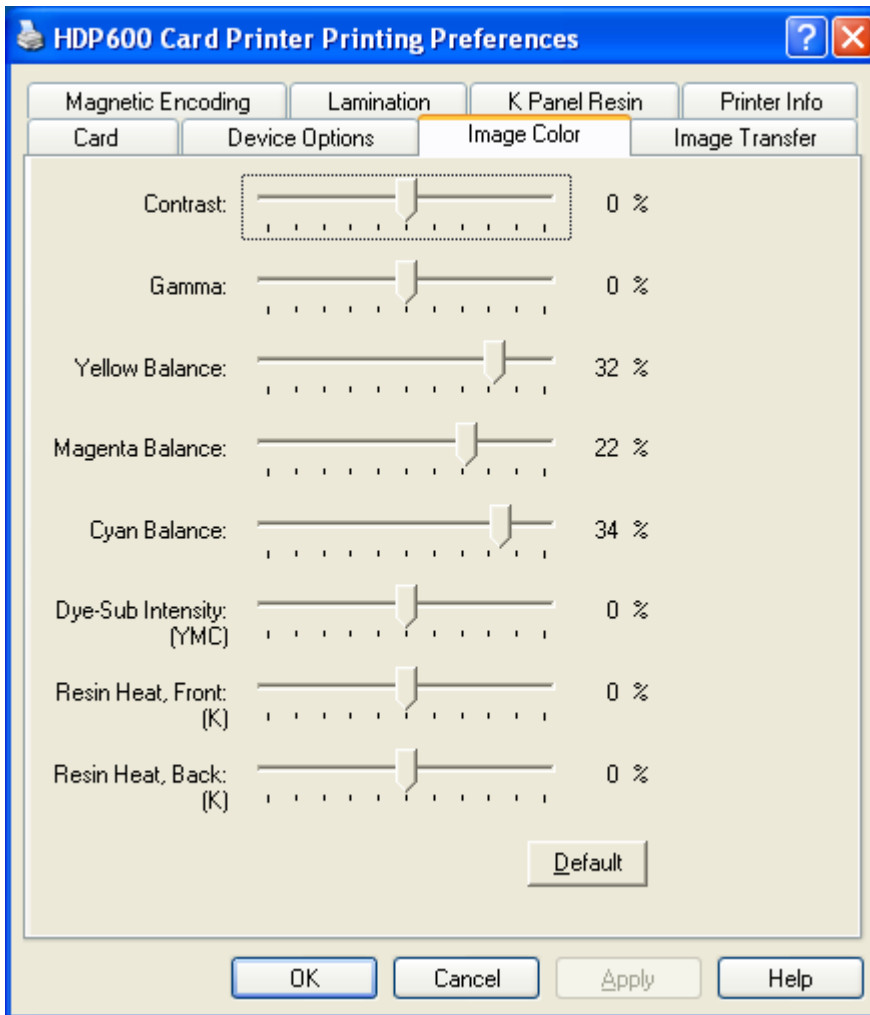 HDP600 Card Printer Printing Preferences
Magnetic Encoding Lamination K Panel Resin Printer Info
Card Device Options Image Color Image Transfer
Contrast: 0 %
Gamma: 0 %
Yellow Balance: 32 %
Magenta Balance: 22 %
Cyan Balance: 34 %
Dye-Sub Intensity: 0 %
(YMC)
Resin Heat, Front: 0 %
(K)
Resin Heat, Back: 0 %
(K)
Default
OK Cancel Apply Help